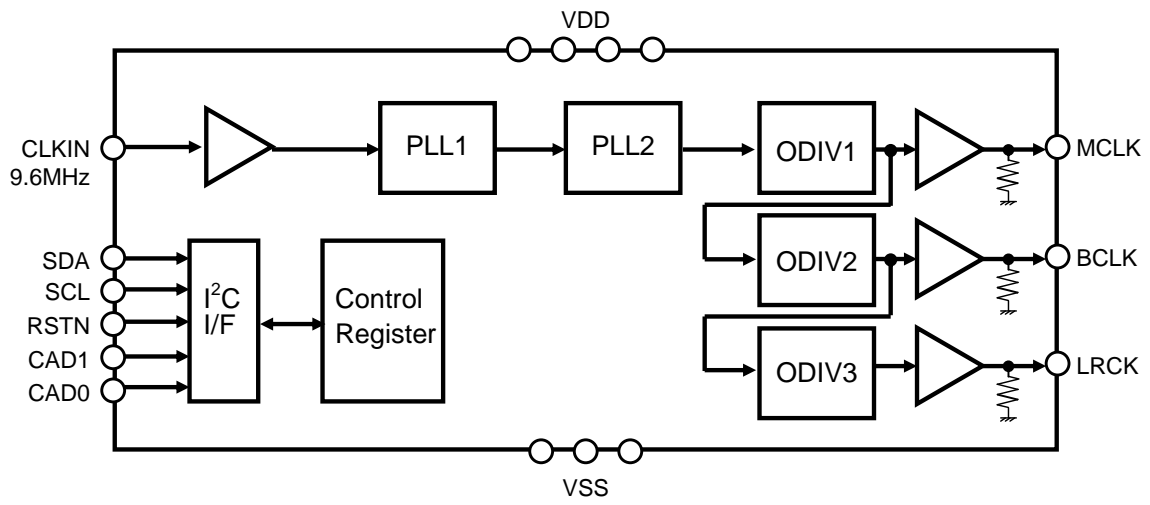 VDD
CLKIN
9.6MHz
PLL1
PLL2
ODIV1
MCLK
SDA
SCL
RSTN
CAD1
CAD0
I²C
I/F
Control
Register
ODIV2
BCLK
ODIV3
LRCK
VSS